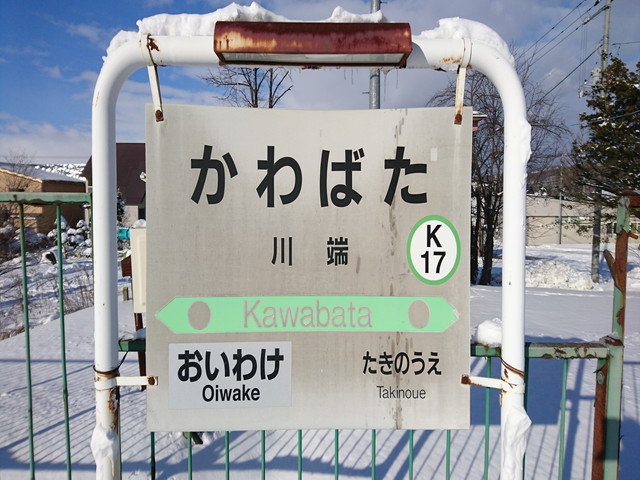 かわばた
川端
K
17
Kawabata
おいわけ
Oiwake
たきのうえ
Takinoue